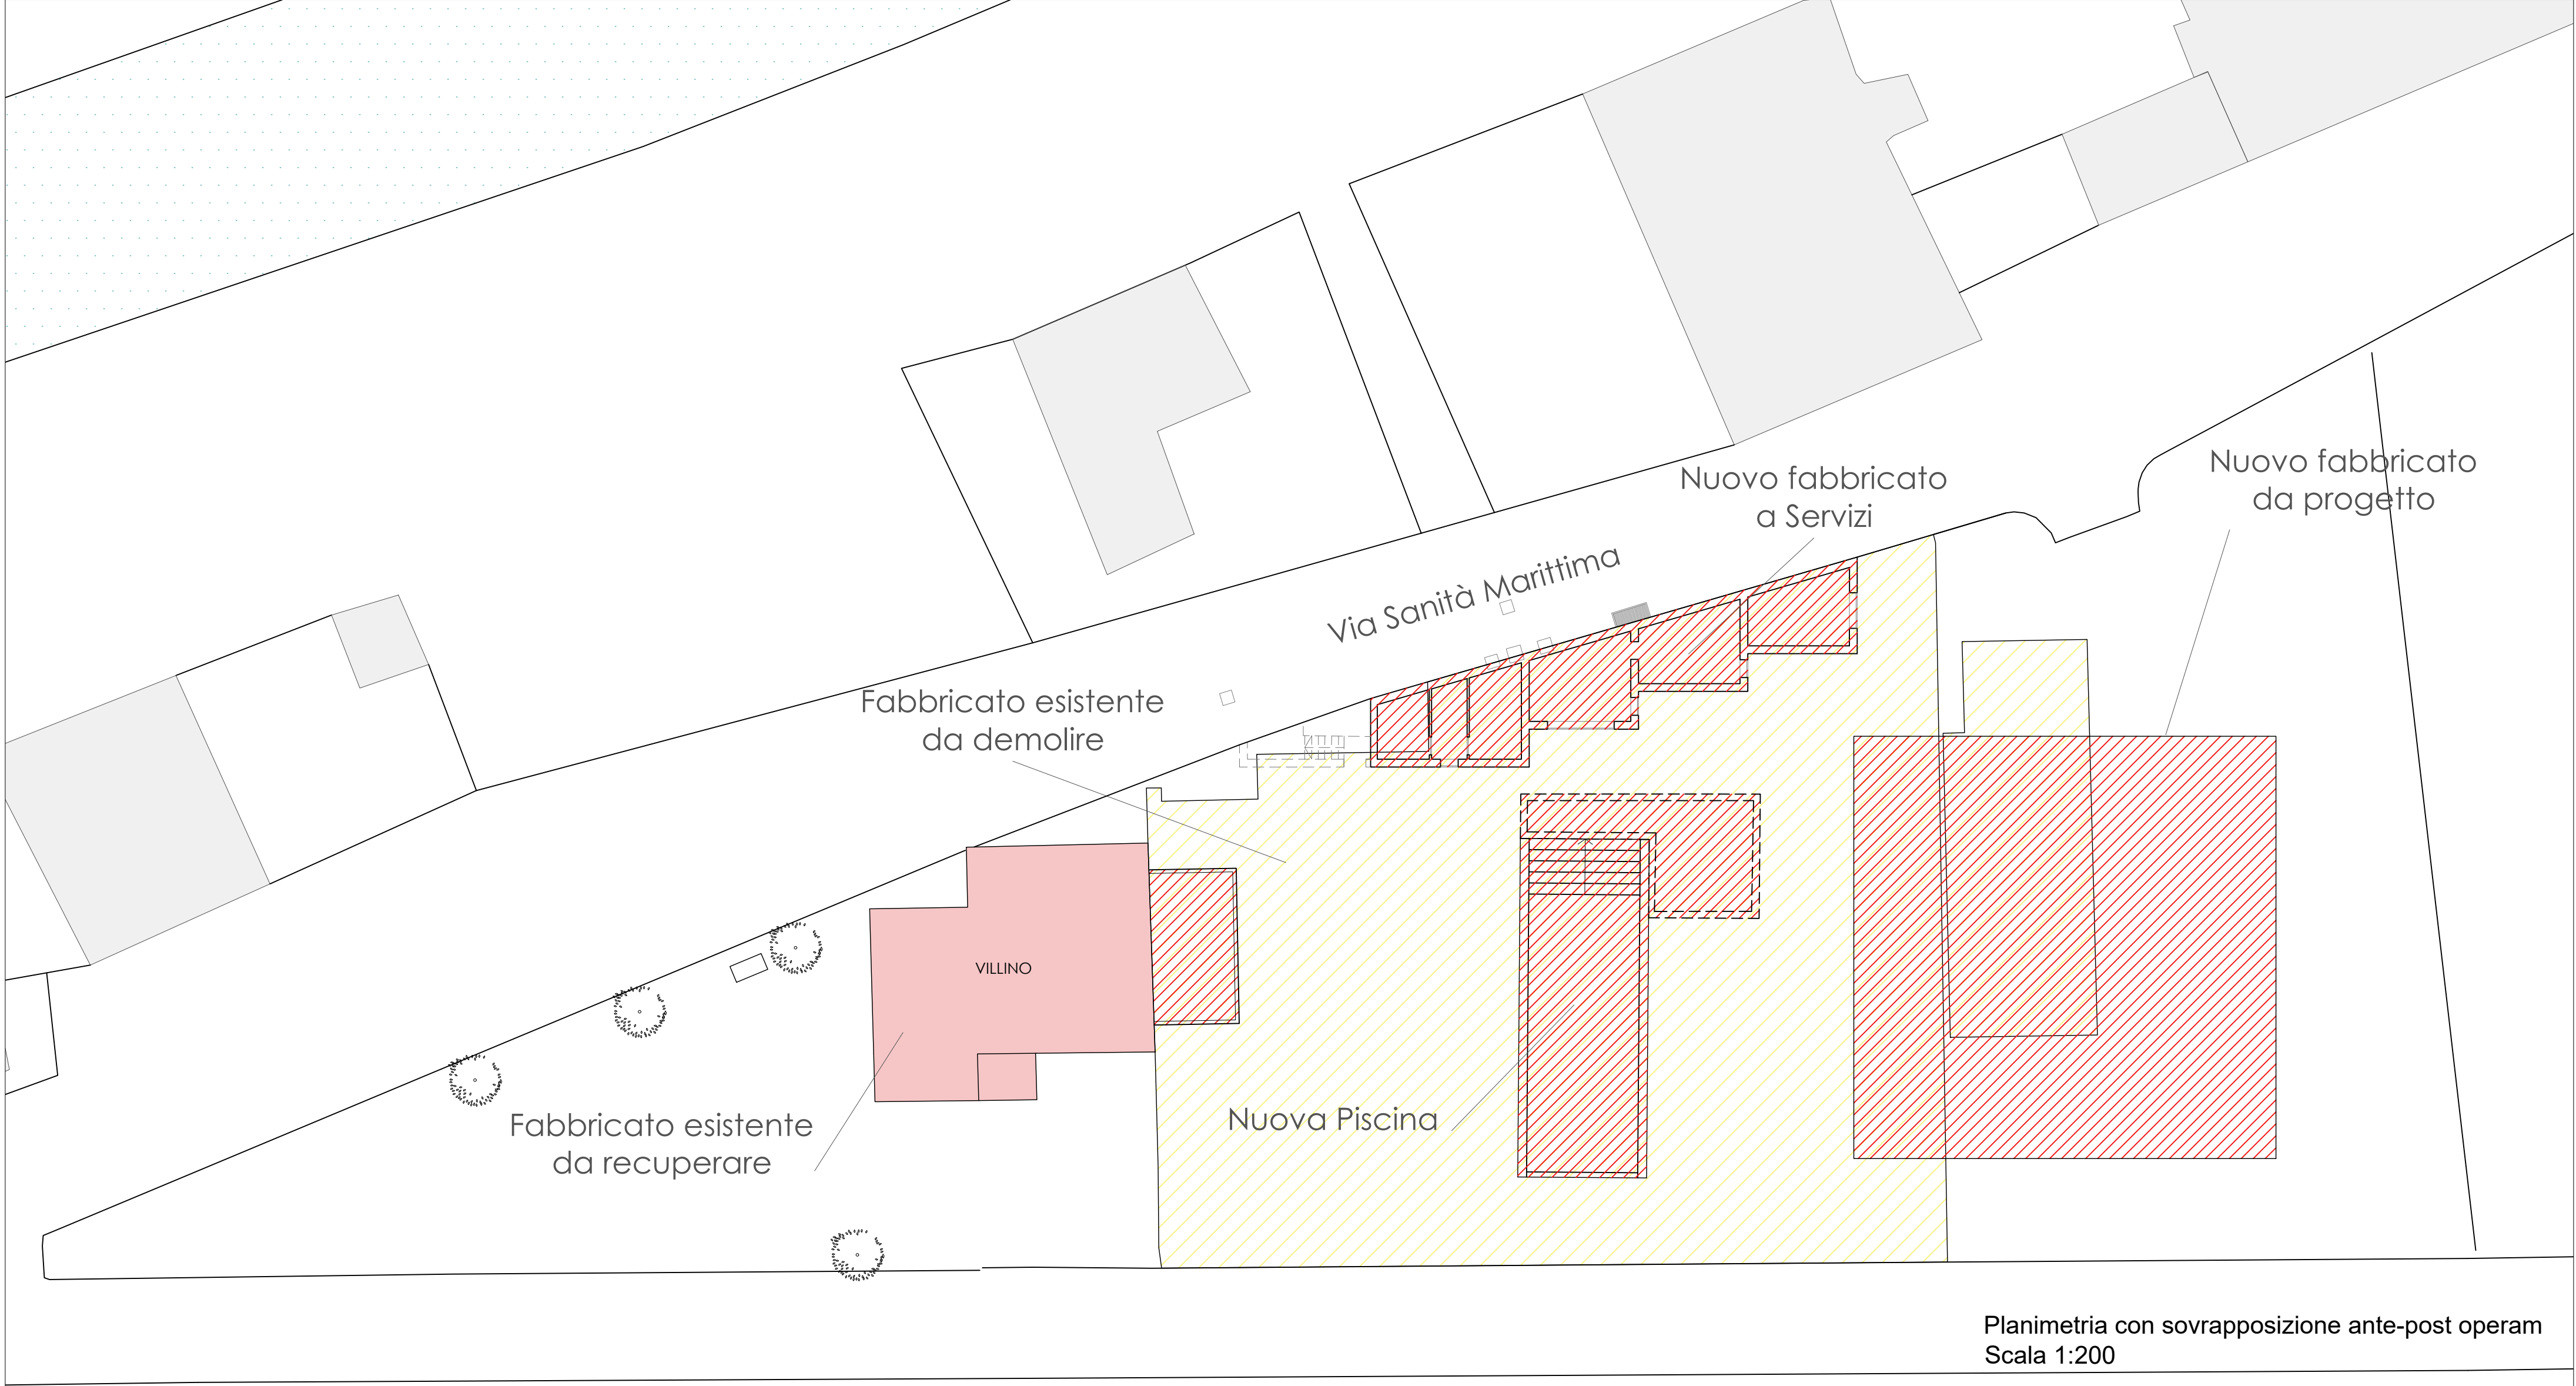 Nuovo fabbricato
da progetto
Nuovo fabbricato
a Servizi
Via Sanità Marittima
Fabbricato esistente
da demolire
VILLINO
Nuova Piscina
Fabbricato esistente
da recuperare
Planimetria con sovrapposizione ante-post operam
Scala 1:200